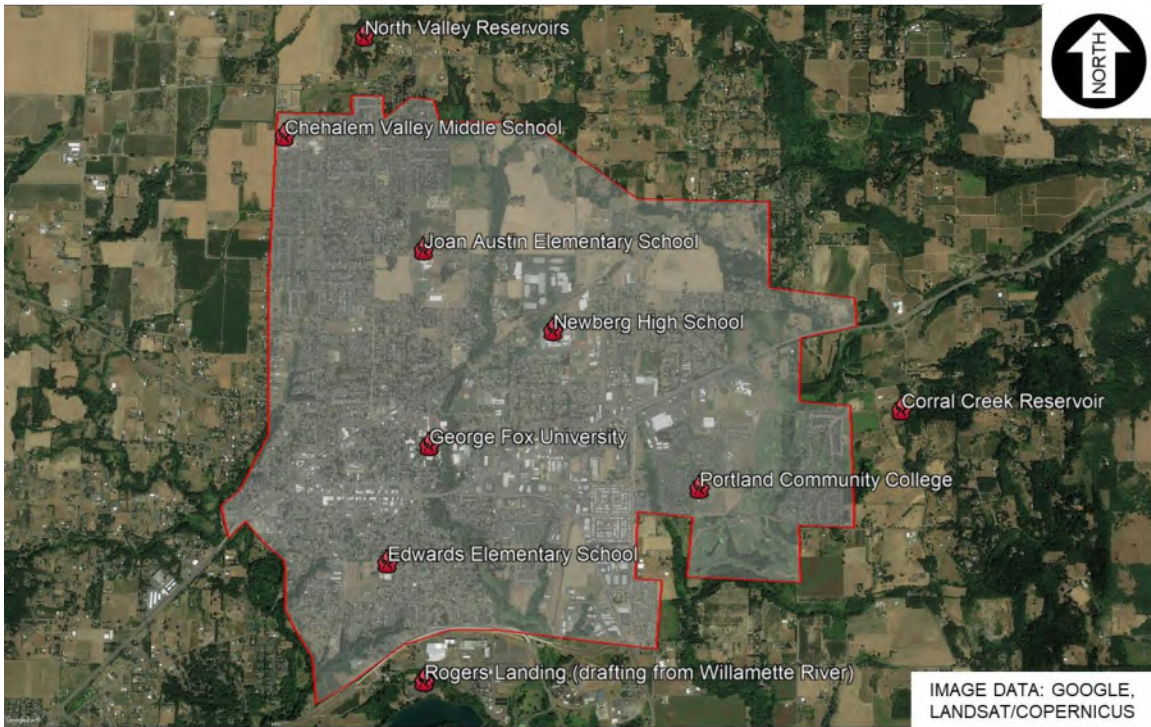 North Valley Reservoirs
NORTH
Chehalem Valley Middle School
Joan Austin Elementary School
Newberg High School
Corral Creek Reservoir
George Fox University
Portland Community College
Edwards Elementary School
Rogers Landing (drafting from Willamette River)
IMAGE DATA: GOOGLE,
LANDSAT/COPERNICUS
Google Earth